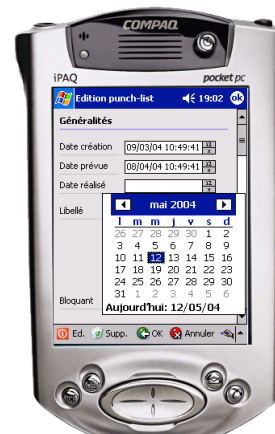 COMPAQ
iPAQ pocket pc
Edition punch-list 19:02 ok
Généralités
Date création 09/03/04 10:49:41
Date prévue 08/04/04 10:49:41
Date réalisé
Libellé
mai 2004
l m m j v s d
26 27 28 29 30 1 2
3 4 5 6 7 8 9
10 11 12 13 14 15 16
17 18 19 20 21 22 23
24 25 26 27 28 29 30
31 1 2 3 4 5 6
Aujourd'hui: 12/05/04
Bloquant
Ed. Supp. OK Annuler